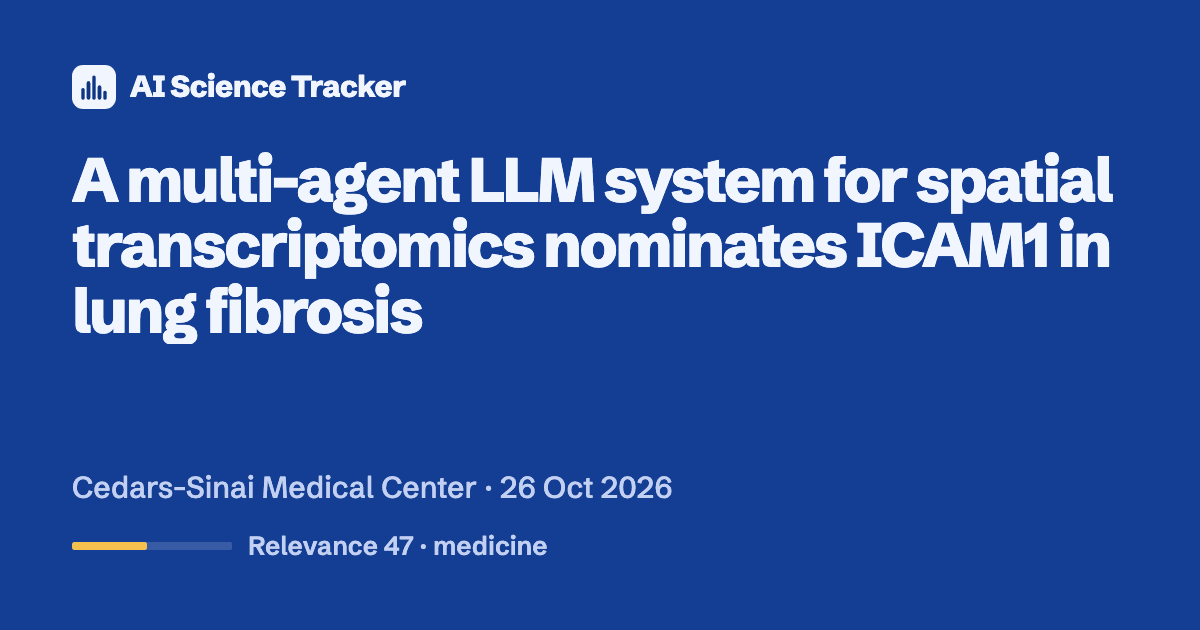 AI Science Tracker
A multi-agent LLM system for spatial
transcriptomics nominates ICAM1 in
lung fibrosis
Cedars-Sinai Medical Center · 26 Oct 2026
Relevance 47 · medicine